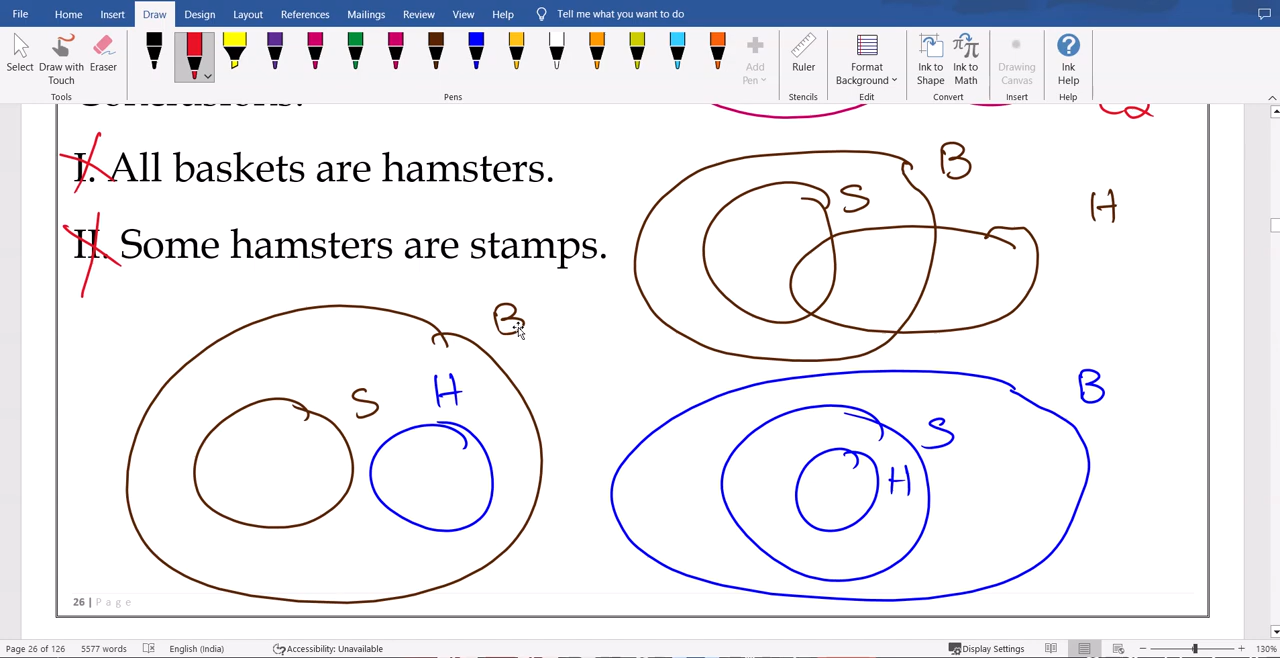 File Home Insert Draw Design Layout References Mailings Review View Help Tell me what you want to do
Select Draw with Touch Eraser Add Pen Ruler Format Background Ink to Shape Ink to Math Drawing Canvas Ink Help
Tools Pens Stencils Edit Convert Insert Help
Conclusions:
I. All baskets are hamsters.
II. Some hamsters are stamps.
B
S
H
B
S
H
B
S
H
26 | Page
Page 26 of 126 5577 words English (India) Accessibility: Unavailable Display Settings 130%